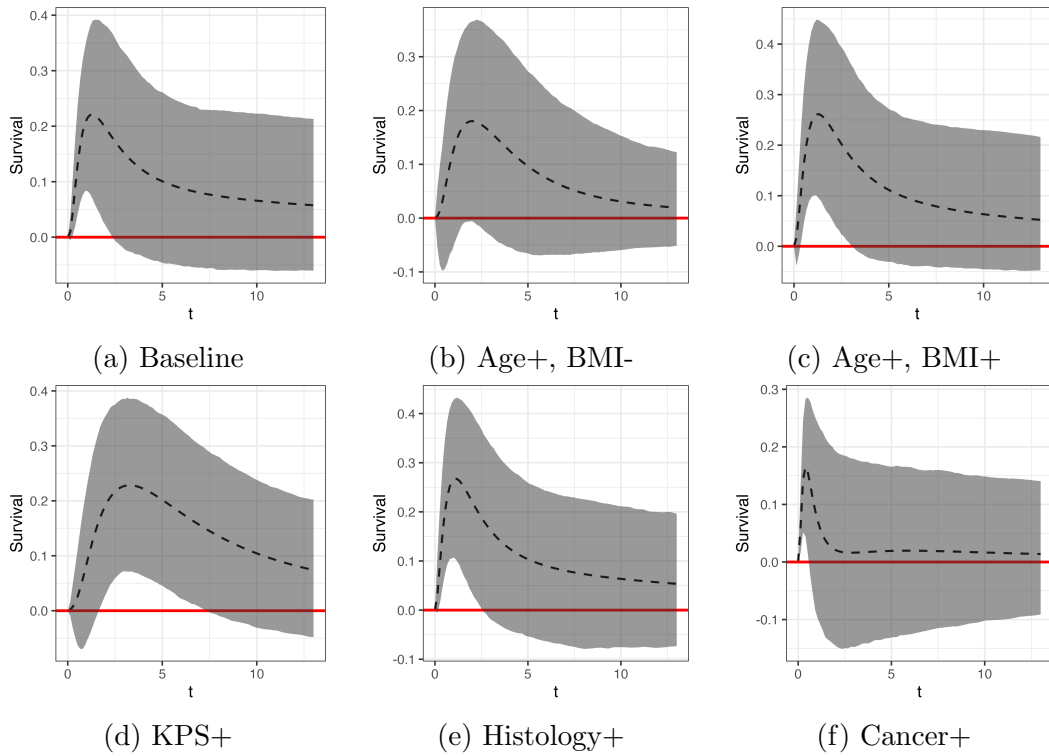 0.4
0.3
0.2
0.1
0.0
Survival
0 5 10
t
(a) Baseline
0.3
0.2
0.1
0.0
-0.1
Survival
0 5 10
t
(b) Age+, BMI-
0.4
0.3
0.2
0.1
0.0
Survival
0 5 10
t
(c) Age+, BMI+
0.4
0.3
0.2
0.1
0.0
Survival
0 5 10
t
(d) KPS+
0.4
0.3
0.2
0.1
0.0
-0.1
Survival
0 5 10
t
(e) Histology+
0.3
0.2
0.1
0.0
-0.1
Survival
0 5 10
t
(f) Cancer+